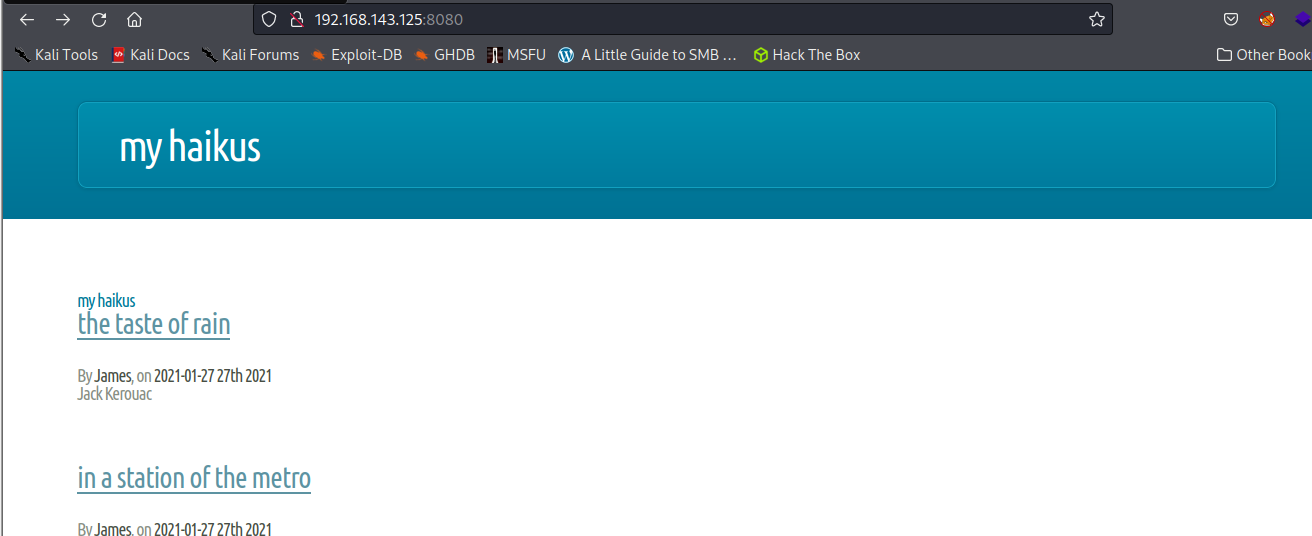 192.168.143.125:8080
Kali Tools Kali Docs Kali Forums Exploit-DB GHDB MSFU A Little Guide to SMB ... Hack The Box Other Book
my haikus
my haikus
the taste of rain
By James, on 2021-01-27 27th 2021
Jack Kerouac
in a station of the metro
By James, on 2021-01-27 27th 2021